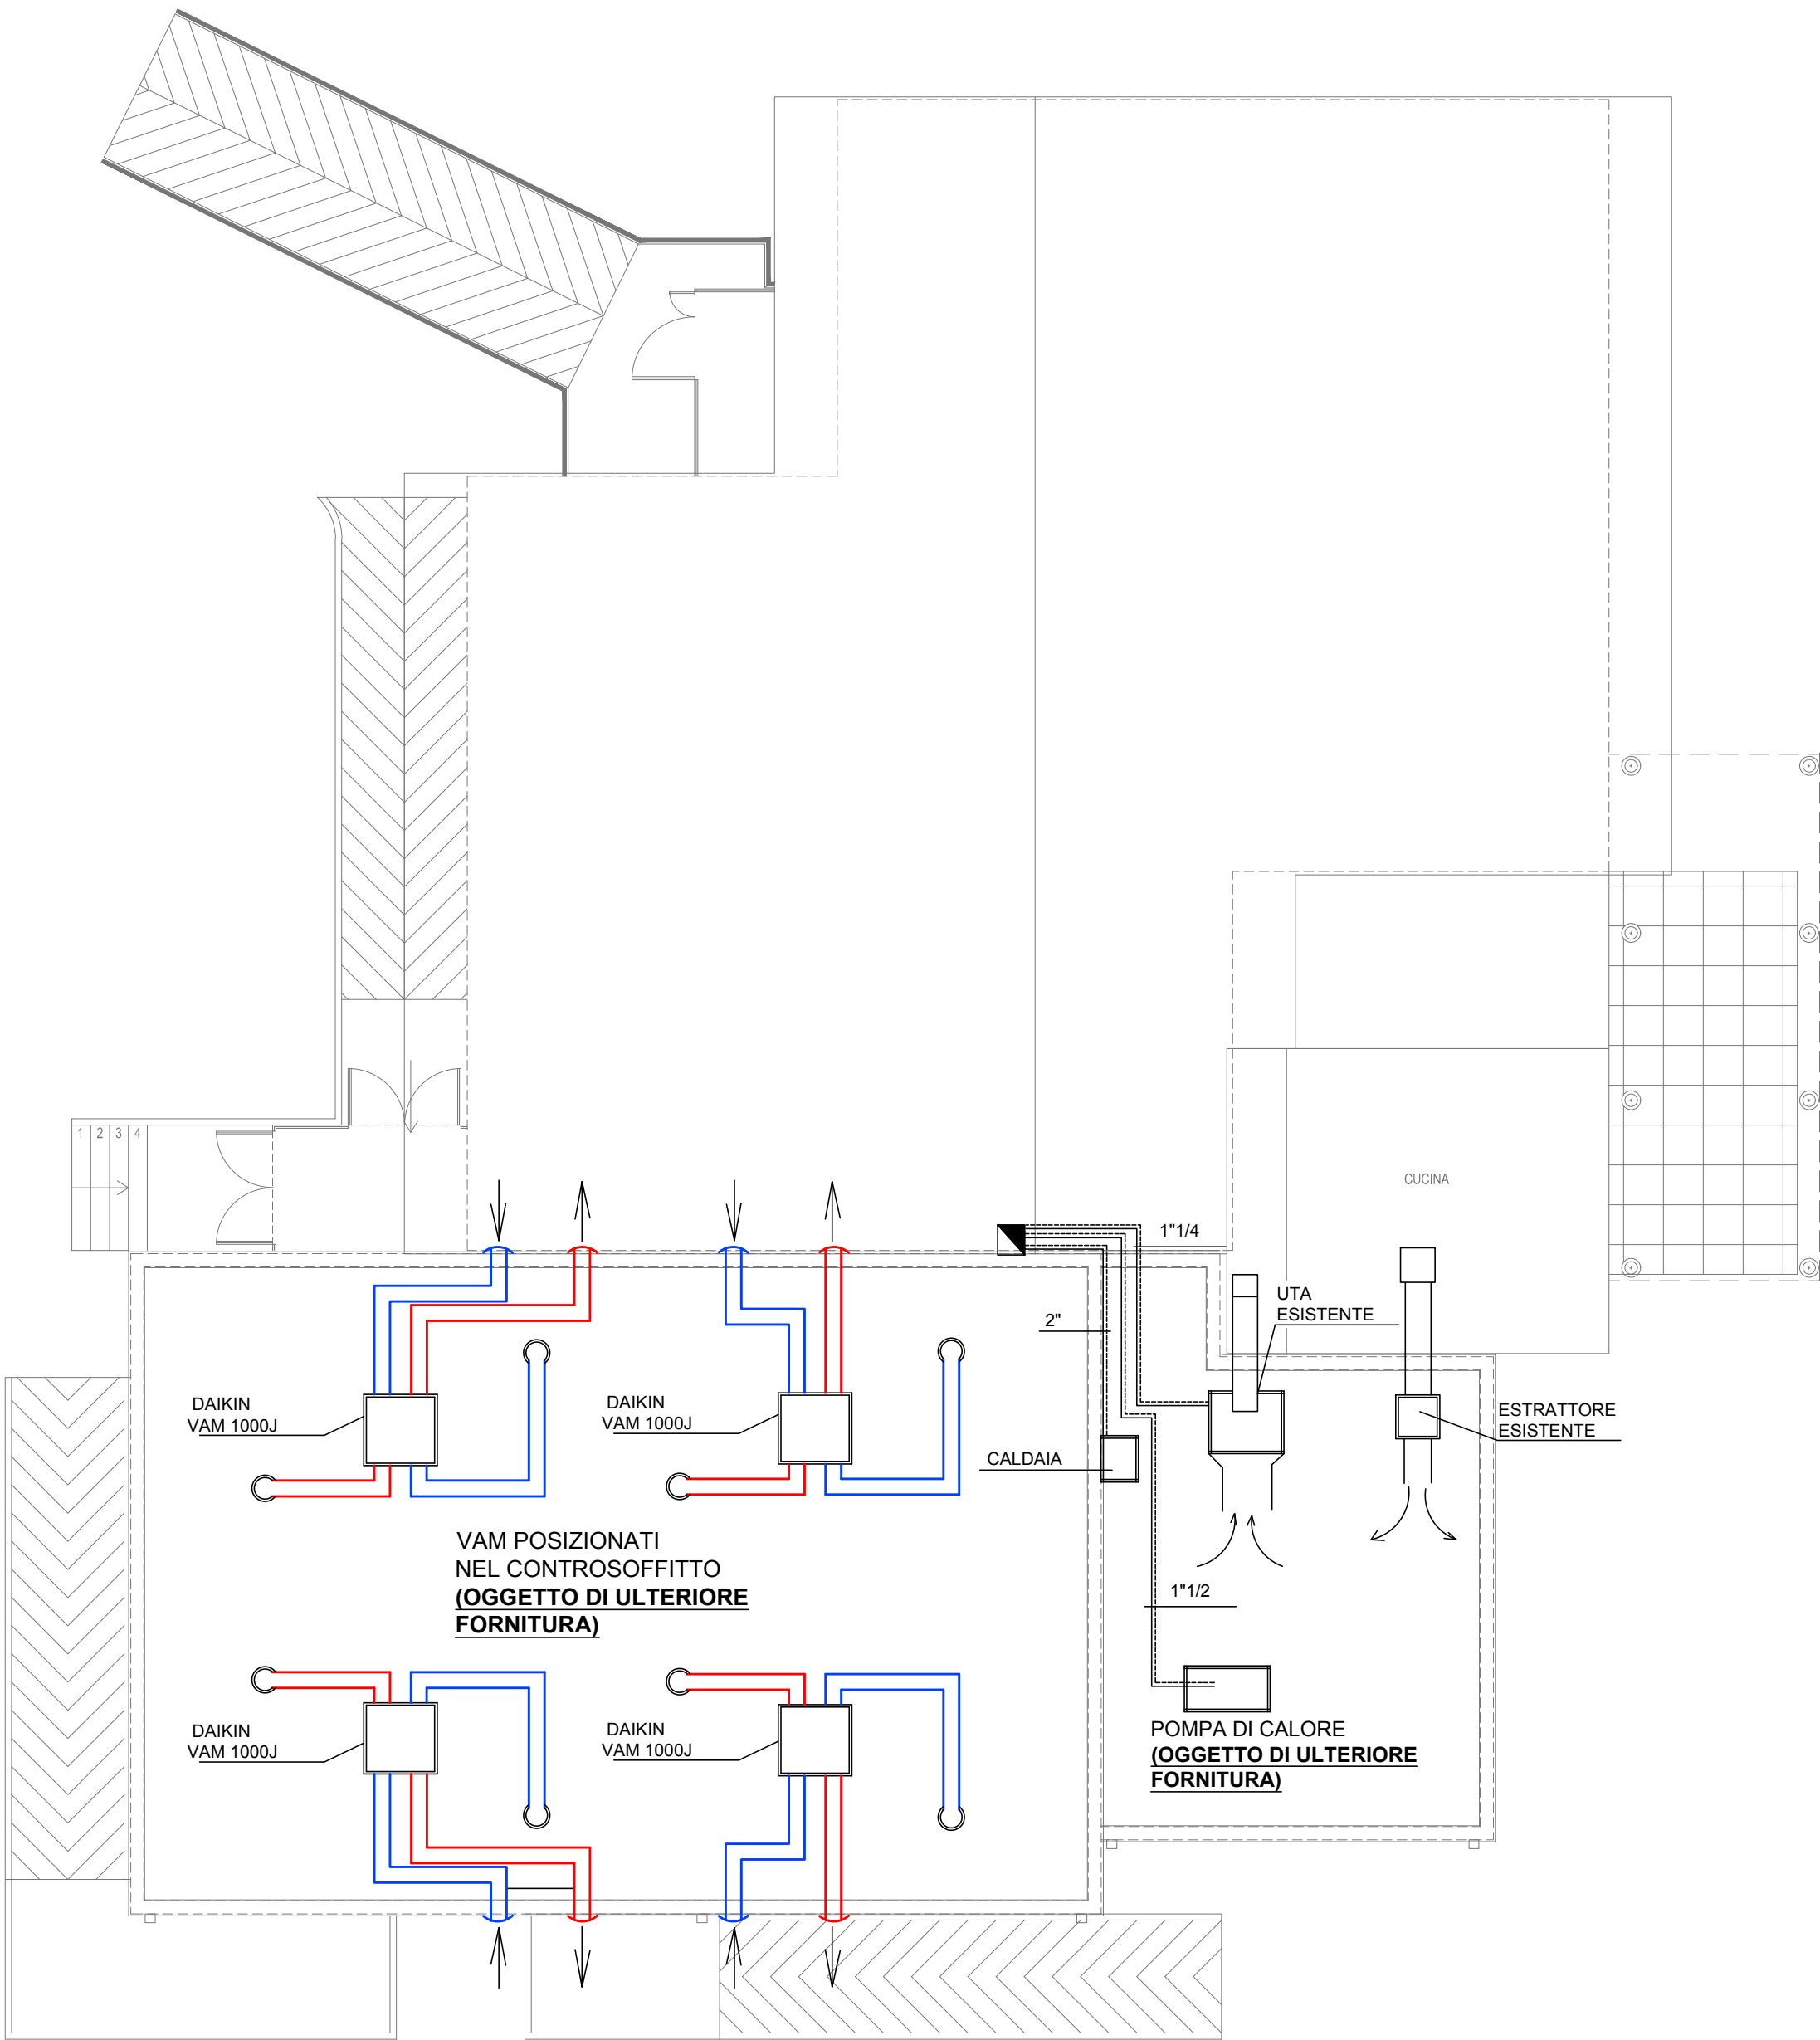 1 2 3 4
CUCINA
1"1/4
UTA
ESISTENTE
2"
DAIKIN
VAM 1000J
DAIKIN
VAM 1000J
ESTRATTORE
ESISTENTE
CALDAIA
VAM POSIZIONATI
NEL CONTROSOFFITTO
(OGGETTO DI ULTERIORE
FORNITURA)
1"1/2
DAIKIN
VAM 1000J
DAIKIN
VAM 1000J
POMPA DI CALORE
(OGGETTO DI ULTERIORE
FORNITURA)